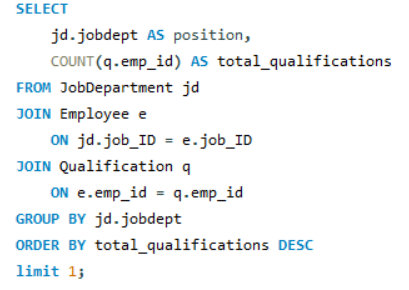 SELECT
jd.jobdept AS position,
COUNT(q.emp_id) AS total_qualifications
FROM JobDepartment jd
JOIN Employee e
ON jd.job_ID = e.job_ID
JOIN Qualification q
ON e.emp_id = q.emp_id
GROUP BY jd.jobdept
ORDER BY total_qualifications DESC
limit 1;